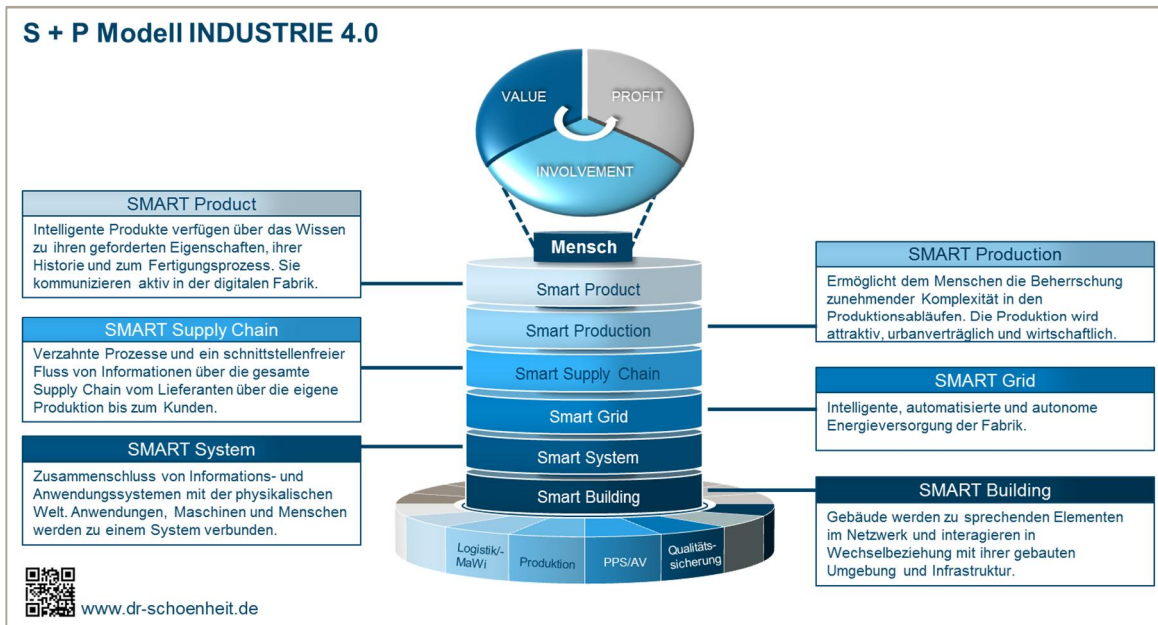 S + P Modell INDUSTRIE 4.0
VALUE
PROFIT
INVOLVEMENT
Mensch
Smart Product
Smart Production
Smart Supply Chain
Smart Grid
Smart System
Smart Building
Logistik/-
MaWi
Produktion
PPS/AV
Qualitäts-
sicherung
SMART Product
Intelligente Produkte verfügen über das Wissen
zu ihren geforderten Eigenschaften, ihrer
Historie und zum Fertigungsprozess. Sie
kommunizieren aktiv in der digitalen Fabrik.
SMART Supply Chain
Verzahnte Prozesse und ein schnittstellenfreier
Fluss von Informationen über die gesamte
Supply Chain vom Lieferanten über die eigene
Produktion bis zum Kunden.
SMART System
Zusammenschluss von Informations- und
Anwendungssystemen mit der physikalischen
Welt. Anwendungen, Maschinen und Menschen
werden zu einem System verbunden.
SMART Production
Ermöglicht dem Menschen die Beherrschung
zunehmender Komplexität in den
Produktionsabläufen. Die Produktion wird
attraktiv, urbanverträglich und wirtschaftlich.
SMART Grid
Intelligente, automatisierte und autonome
Energieversorgung der Fabrik.
SMART Building
Gebäude werden zu sprechenden Elementen
im Netzwerk und interagieren in
Wechselbeziehung mit ihrer gebauten
Umgebung und Infrastruktur.
www.dr-schoenheit.de